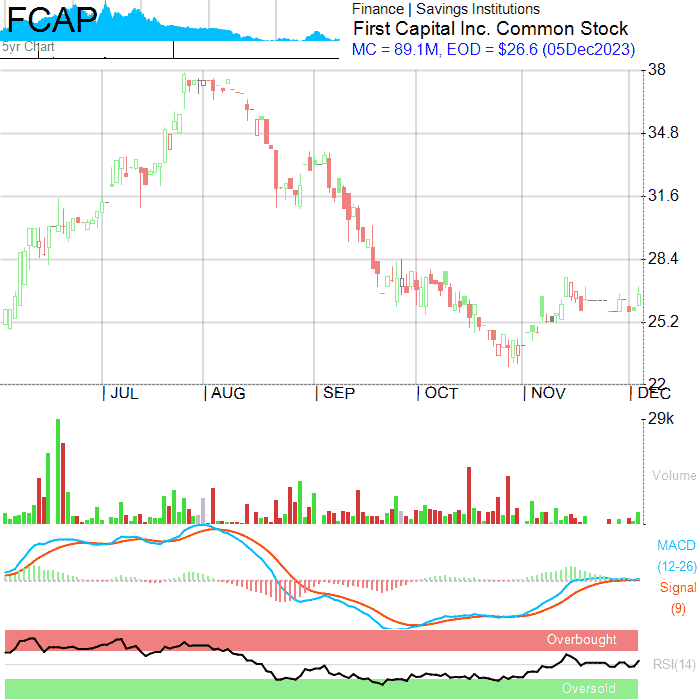 FCAP
5yr Chart
Finance | Savings Institutions
First Capital Inc. Common Stock
MC = 89.1M, EOD = $26.6 (05Dec2023)
38
34.8
31.6
28.4
25.2
22
| JUL | AUG | SEP | OCT | NOV | DEC
29k
Volume
MACD
(12-26)
Signal
(9)
Overbought
RSI(14)
Oversold